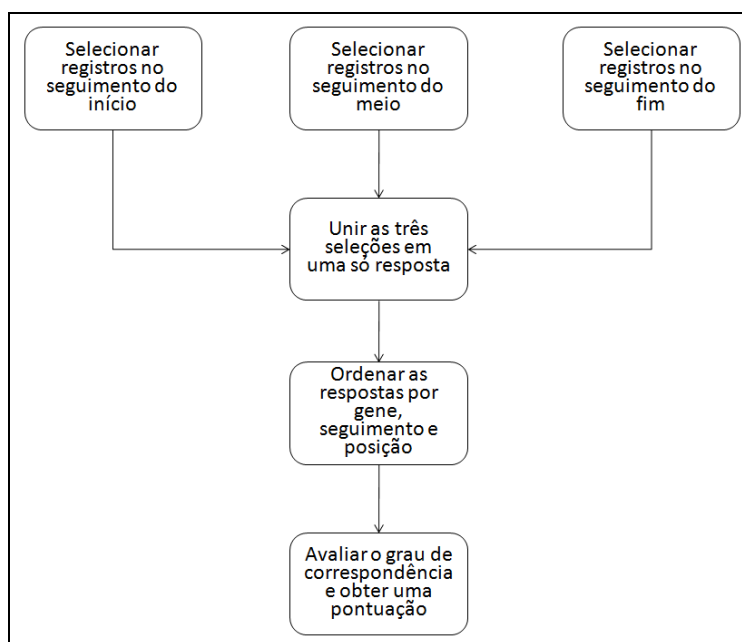 Selecionar
registros no
seguimento do
início
Selecionar
registros no
seguimento do
meio
Selecionar
registros no
seguimento do
fim
Unir as três
seleções em
uma só resposta
Ordenar as
respostas por
gene,
seguimento e
posição
Avaliar o grau de
correspondência
e obter uma
pontuação